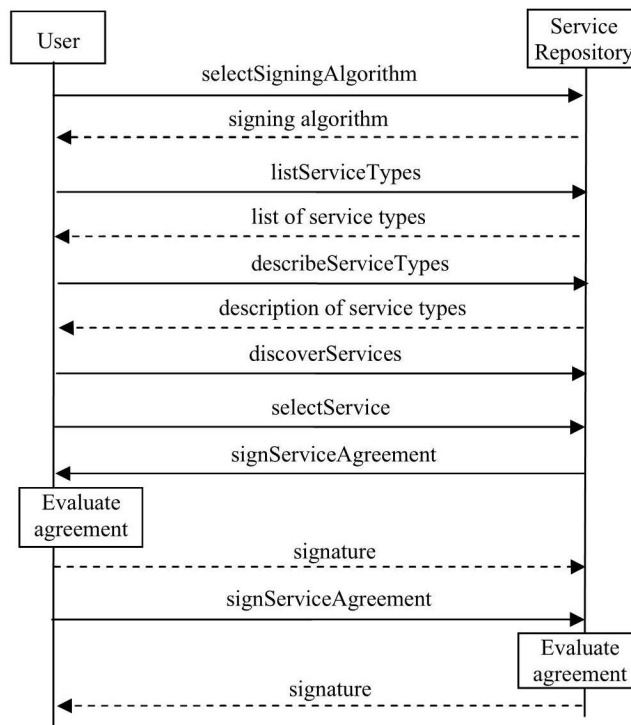 User
Service
Repository
selectSigningAlgorithm
signing algorithm
listServiceTypes
list of service types
describeServiceTypes
description of service types
discoverServices
selectService
signServiceAgreement
Evaluate
agreement
signature
signServiceAgreement
Evaluate
agreement
signature